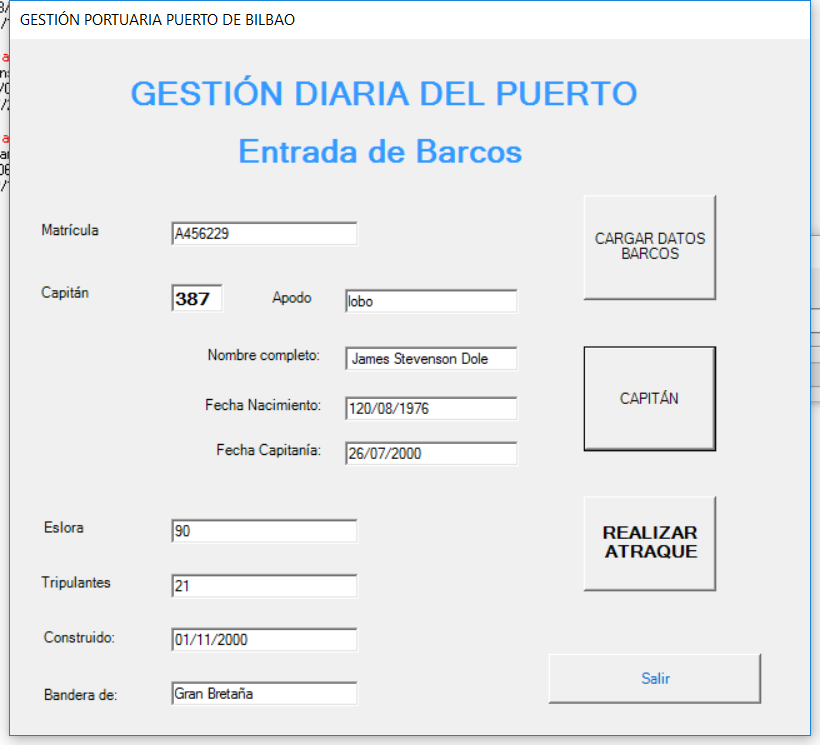 GESTIÓN PORTUARIA PUERTO DE BILBAO
GESTIÓN DIARIA DEL PUERTO
Entrada de Barcos
Matrícula A456229
CARGAR DATOS
BARCOS
Capitán 387 Apodo lobo
Nombre completo: James Stevenson Dole
Fecha Nacimiento: 120/08/1976
CAPITÁN
Fecha Capitanía: 26/07/2000
Eslora 90
REALIZAR
ATRAQUE
Tripulantes 21
Construido: 01/11/2000
Bandera de: Gran Bretaña
Salir